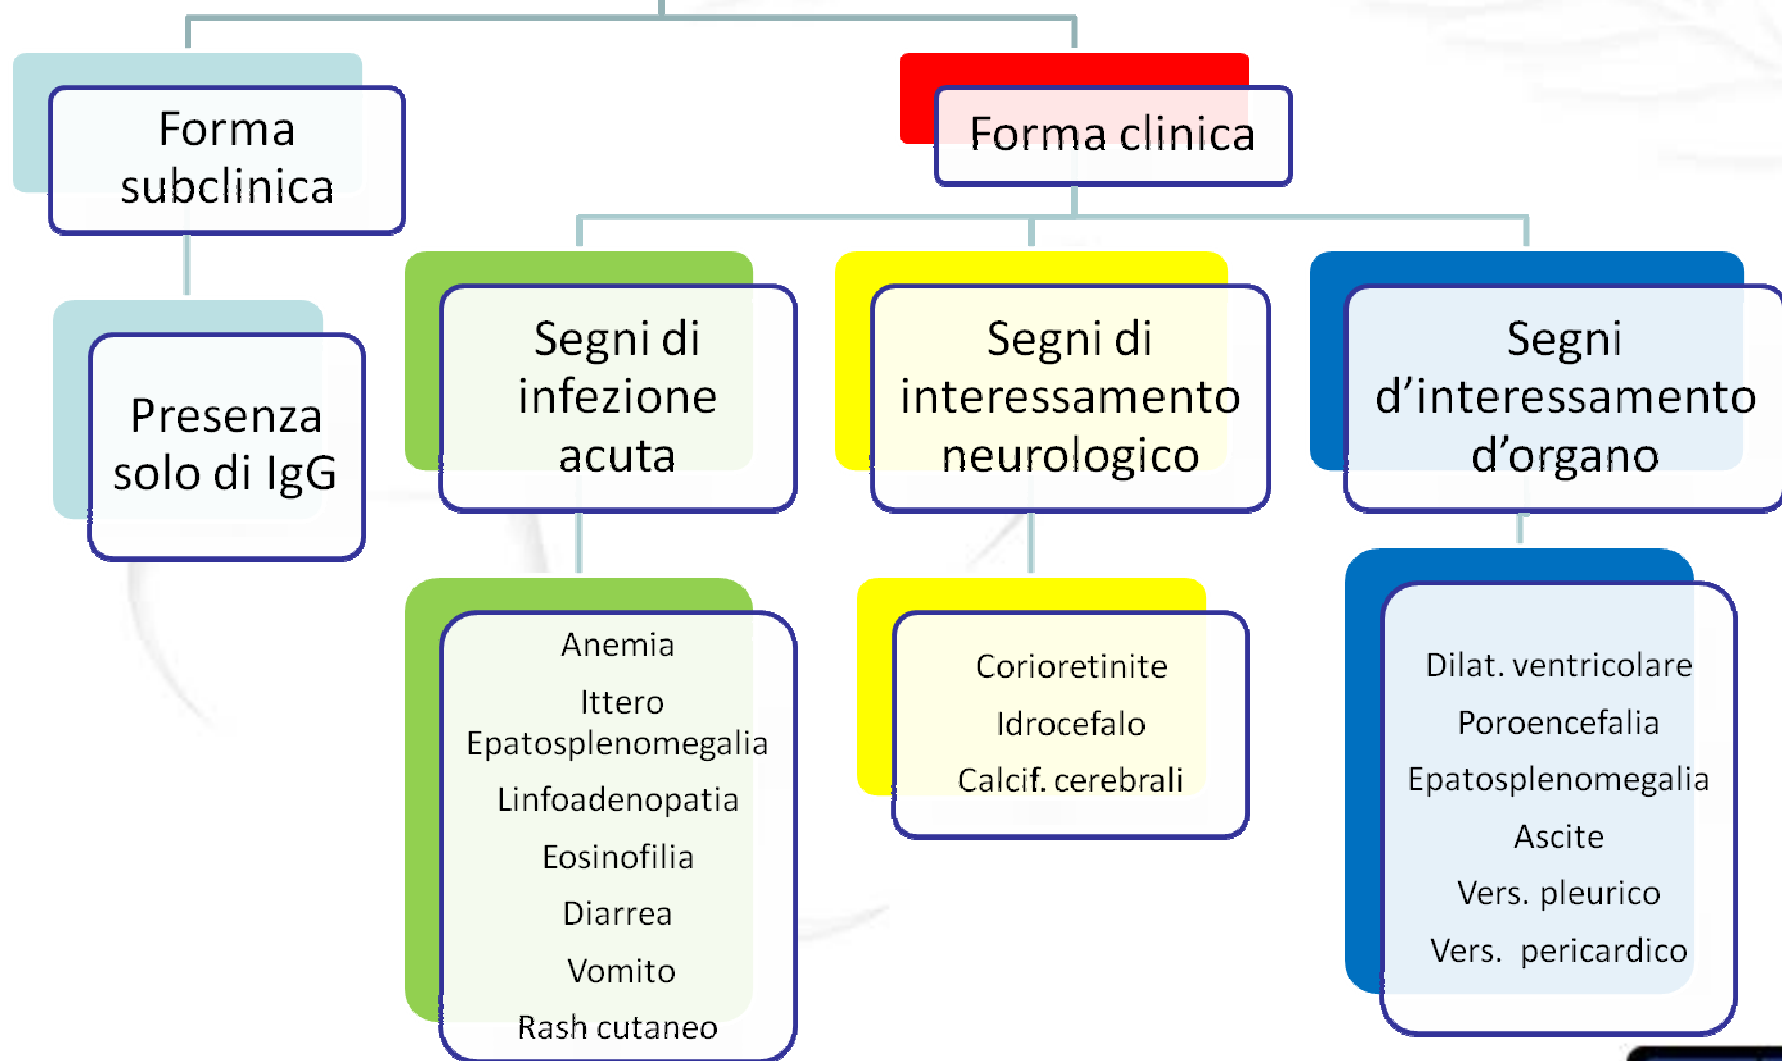 Forma
subclinica
Forma clinica
Presenza
solo di IgG
Segni di
infezione
acuta
Segni di
interessamento
neurologico
Segni
d’interessamento
d’organo
Anemia
Ittero
Epatosplenomegalia
Linfoadenopatia
Eosinofilia
Diarrea
Vomito
Rash cutaneo
Corioretinite
Idrocefalo
Calcif. cerebrali
Dilat. ventricolare
Poroencefalia
Epatosplenomegalia
Ascite
Vers. pleurico
Vers. pericardico